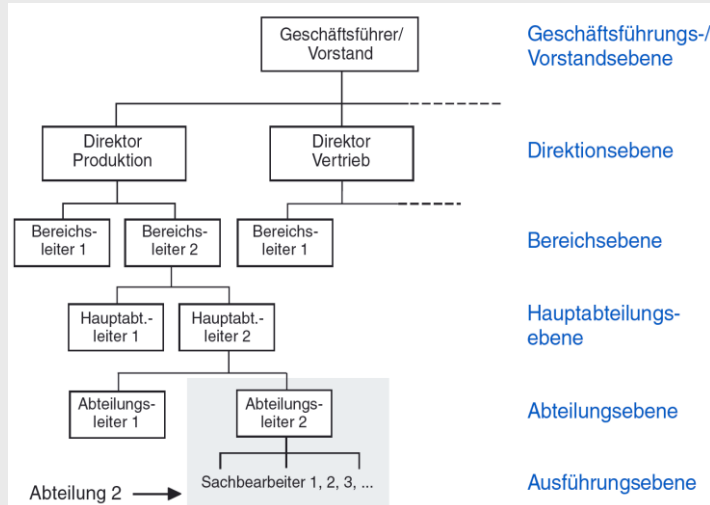 Geschäftsführer/
Vorstand
Geschäftsführungs-/
Vorstandsebene
Direktor
Produktion
Direktor
Vertrieb
Direktionsebene
Bereichs-
leiter 1
Bereichs-
leiter 2
Bereichs-
leiter 1
Bereichsebene
Hauptabt.-
leiter 1
Hauptabt.-
leiter 2
Hauptabteilungs-
ebene
Abteilungs-
leiter 1
Abteilungs-
leiter 2
Abteilungsebene
Sachbearbeiter 1, 2, 3, ...
Ausführungsebene
Abteilung 2